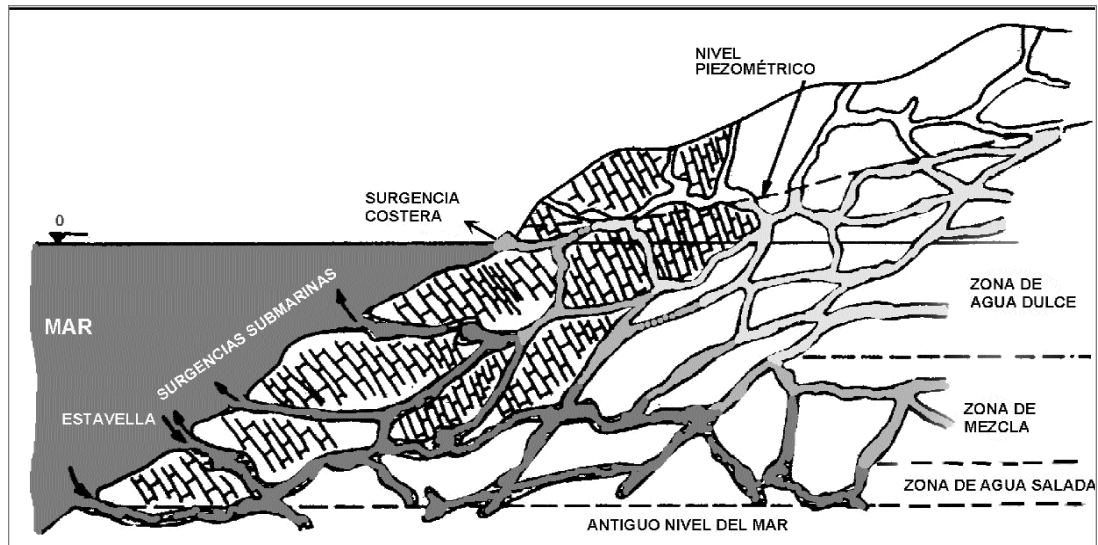 NIVEL
PIEZOMÉTRICO
SURGENCIA
COSTERA
0
MAR
SURGENCIAS SUBMARINAS
ESTAVELLA
ZONA DE
AGUA DULCE
ZONA DE
MEZCLA
ZONA DE AGUA SALADA
ANTIGUO NIVEL DEL MAR